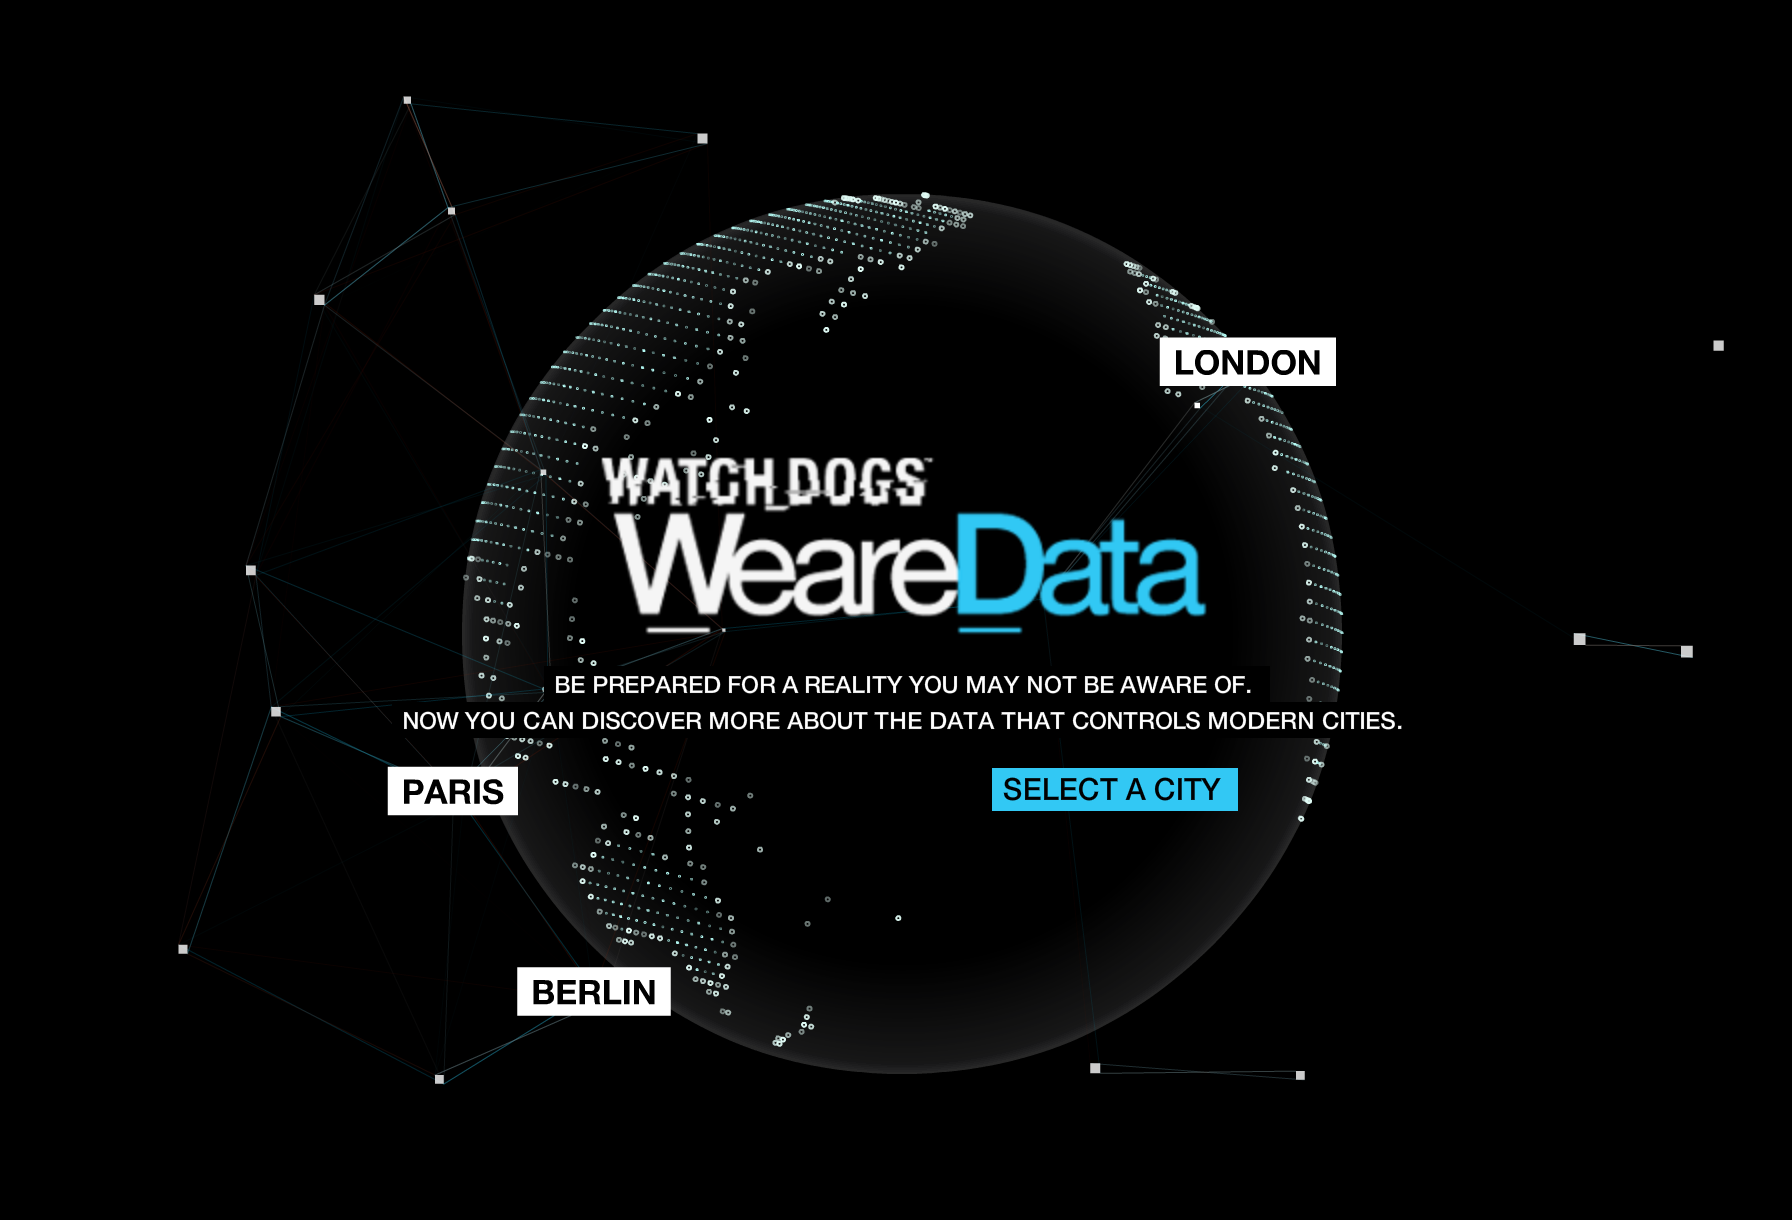 LONDON
WATCH_DOGS™
WeareData
BE PREPARED FOR A REALITY YOU MAY NOT BE AWARE OF.
NOW YOU CAN DISCOVER MORE ABOUT THE DATA THAT CONTROLS MODERN CITIES.
PARIS
SELECT A CITY
BERLIN